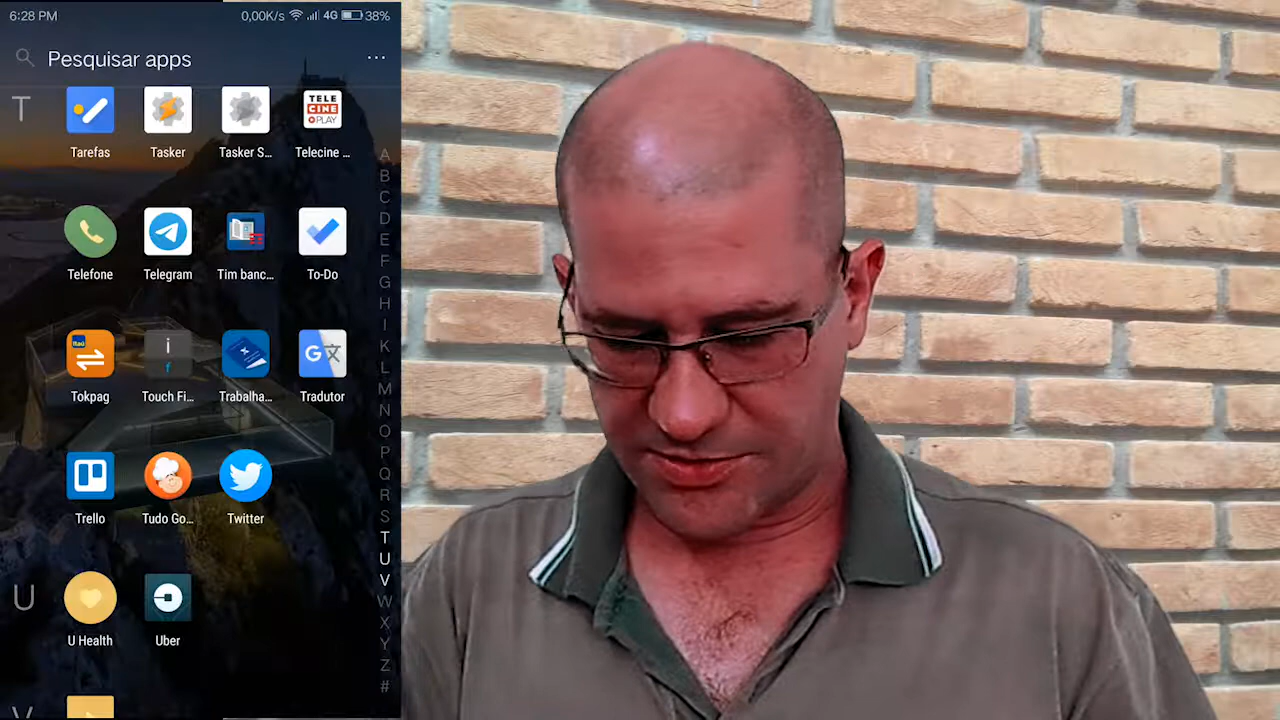 6:28 PM 0,00K/s 4G 38%
Pesquisar apps ...
T
TELE
CINE
PLAY
Tarefas Tasker Tasker S... Telecine ...
Telefone Telegram Tim banc... To-Do
itaú
i
f
G
Tokpag Touch Fi... Trabalha... Tradutor
Trello Tudo Go... Twitter
U
U Health Uber
V
A
B
C
D
E
F
G
H
I
J
K
L
M
N
O
P
Q
R
S
T
U
V
W
X
Y
Z
#